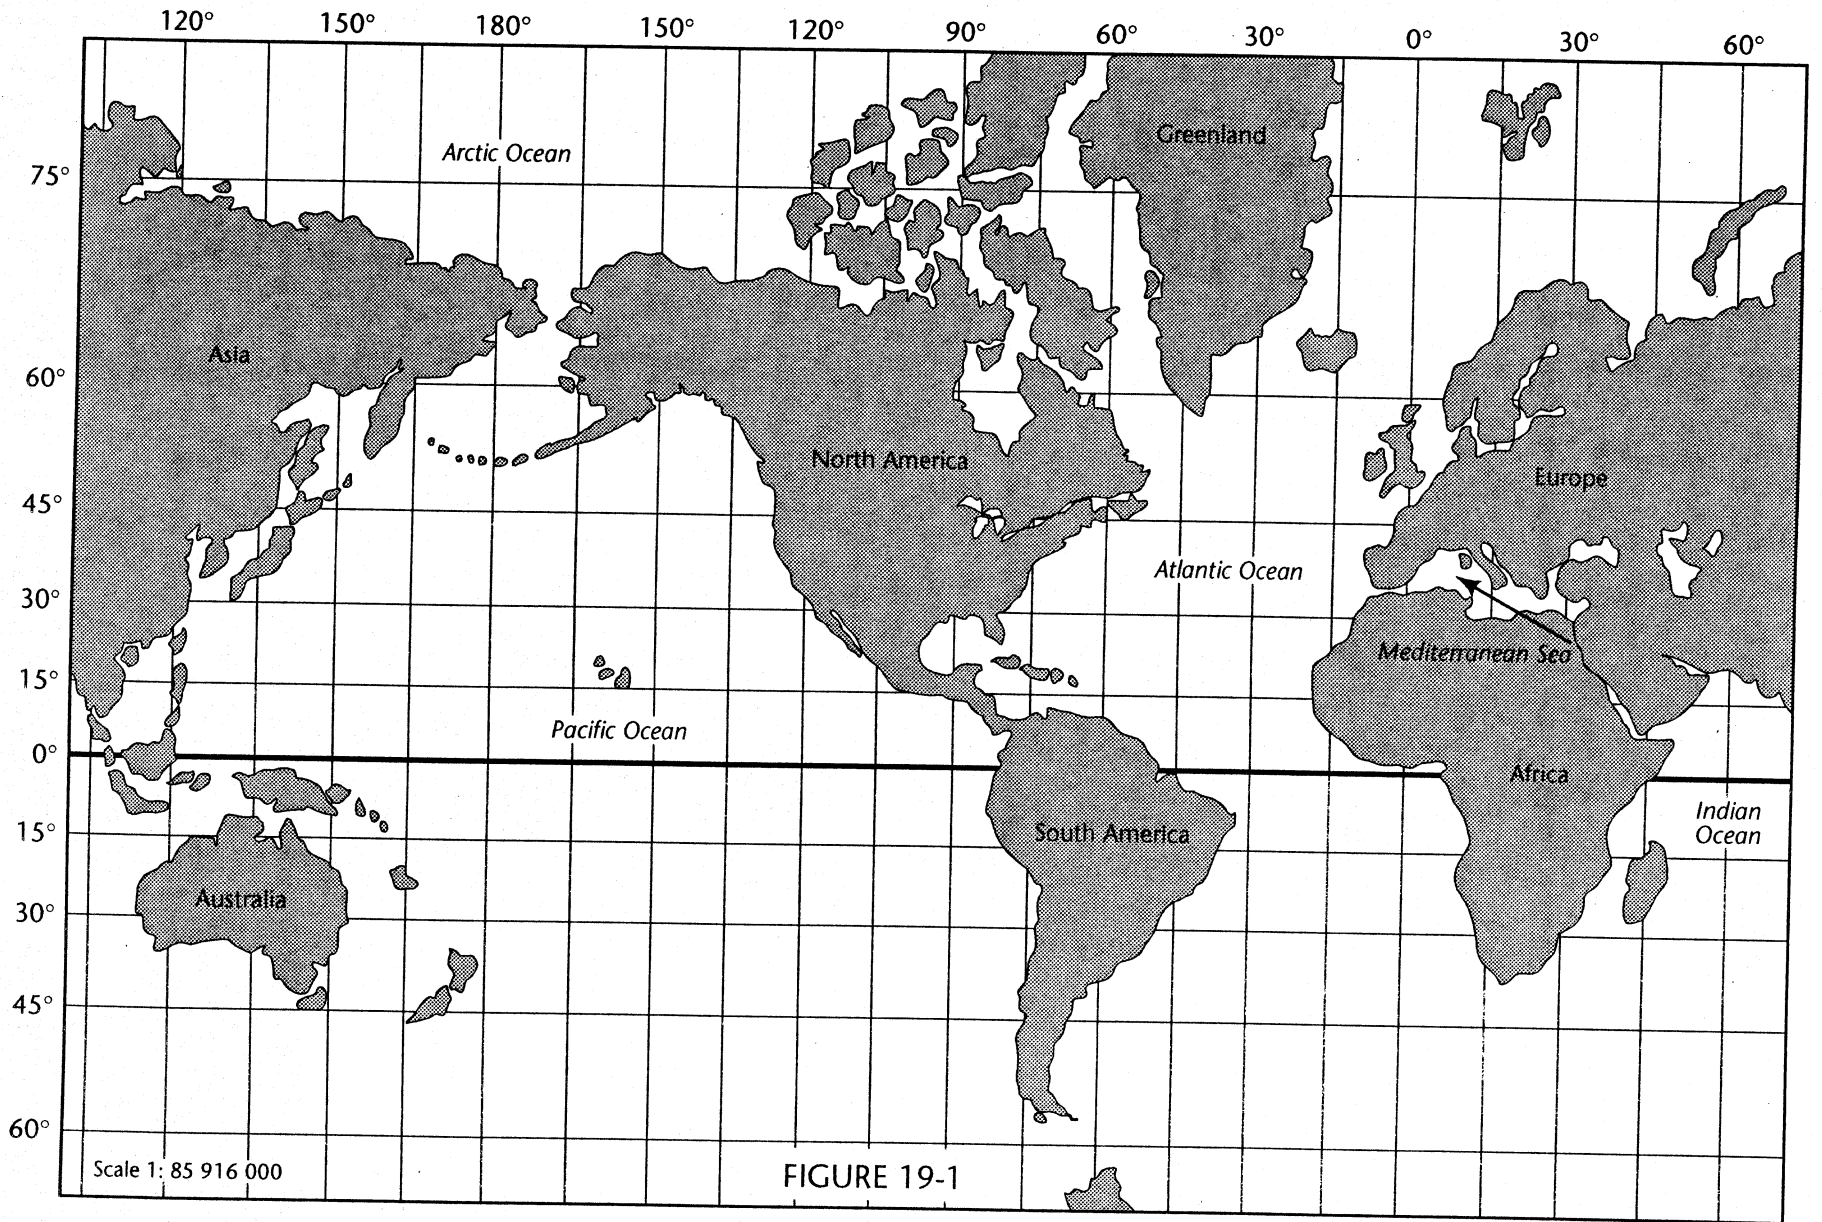 120° 150° 180° 150° 120° 90° 60° 30° 0° 30° 60°
Greenland
Arctic Ocean
75°
Asia
60°
North America
Europe
45°
Atlantic Ocean
30°
Mediterranean Sea
15°
Pacific Ocean
0°
Africa
Indian
Ocean
15°
South America
Australia
30°
45°
60°
Scale 1: 85 916 000
FIGURE 19-1